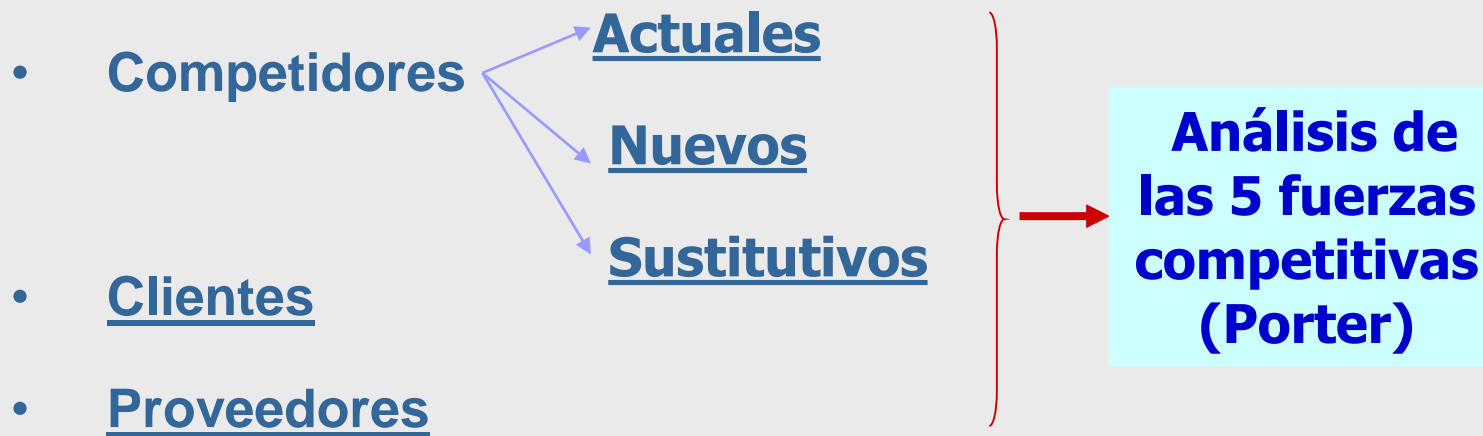 • Competidores
Actuales
Nuevos
Sustitutivos
• Clientes
• Proveedores
Análisis de
las 5 fuerzas
competitivas
(Porter)